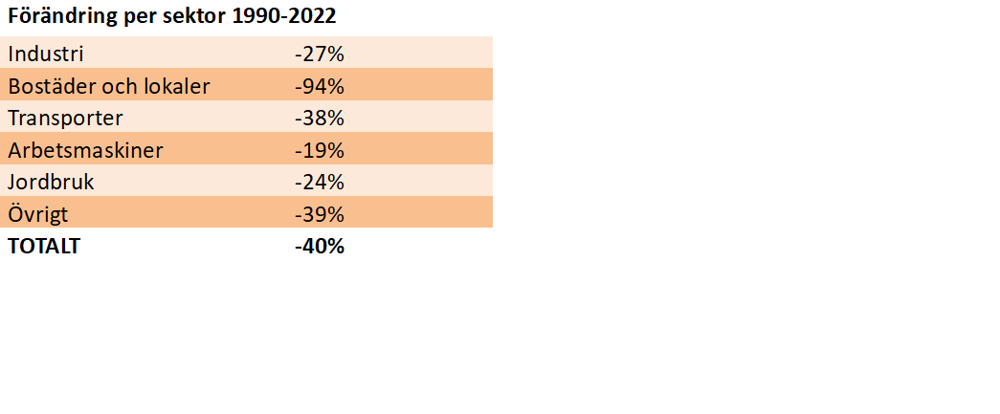 Förändring per sektor 1990-2022
Industri -27%
Bostäder och lokaler -94%
Transporter -38%
Arbetsmaskiner -19%
Jordbruk -24%
Övrigt -39%
TOTALT -40%